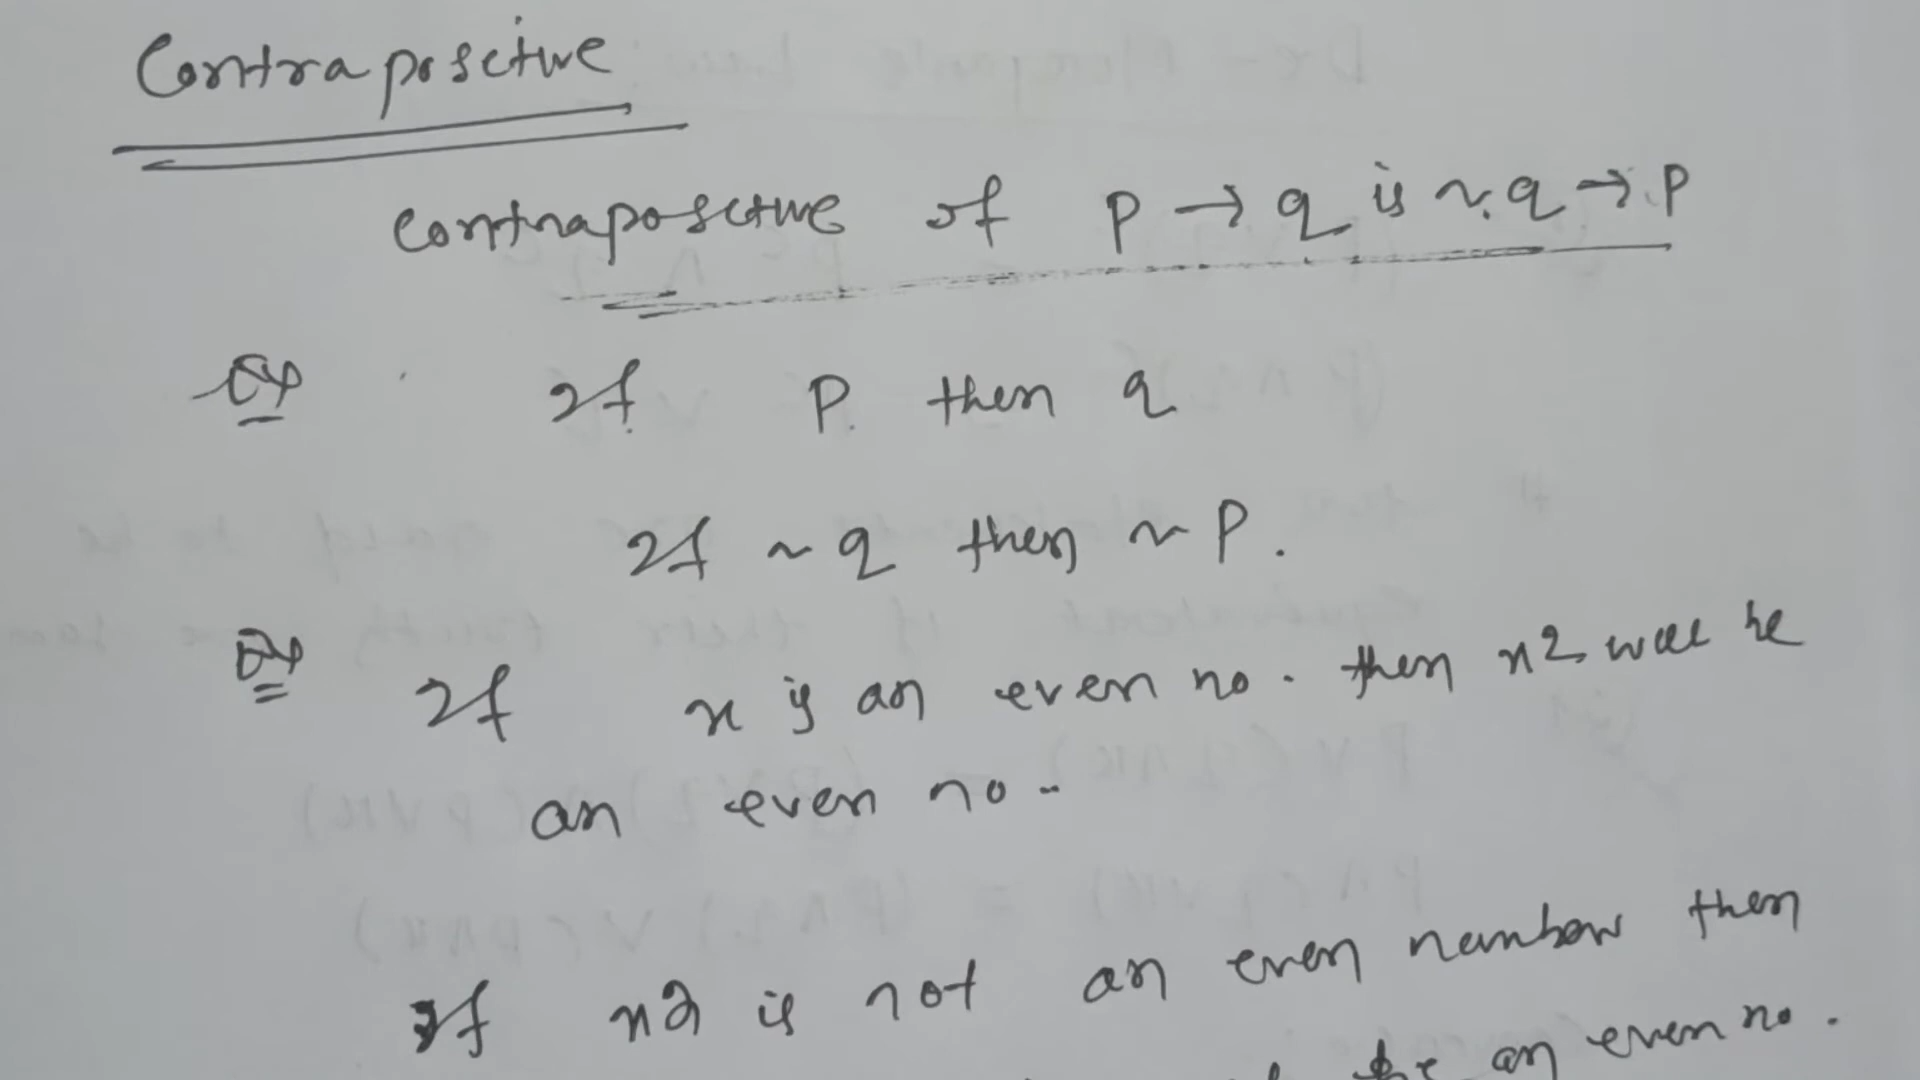 Contrapositive
contrapositive of p → q is ~q → p
Ex If p then q
If ~ q then ~ p.
Ex If x is an even no. then x2 will be
an even no.
If x2 is not an even number then
be an even no.